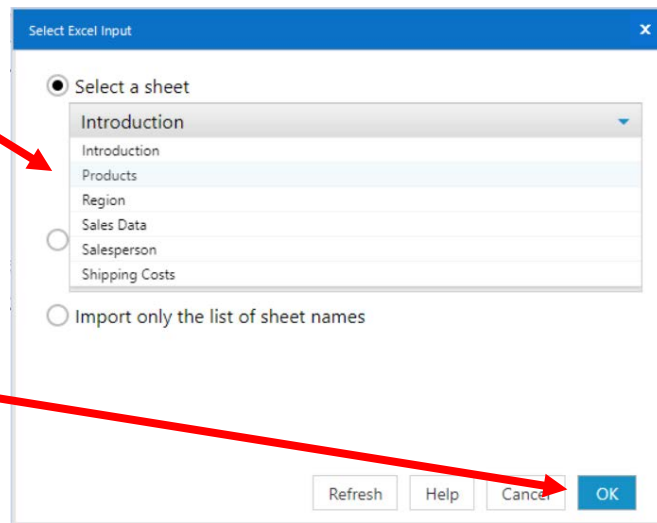 Select Excel Input x
Select a sheet
Introduction
Introduction
Products
Region
Sales Data
Salesperson
Shipping Costs
Import only the list of sheet names
Refresh Help Cancel OK